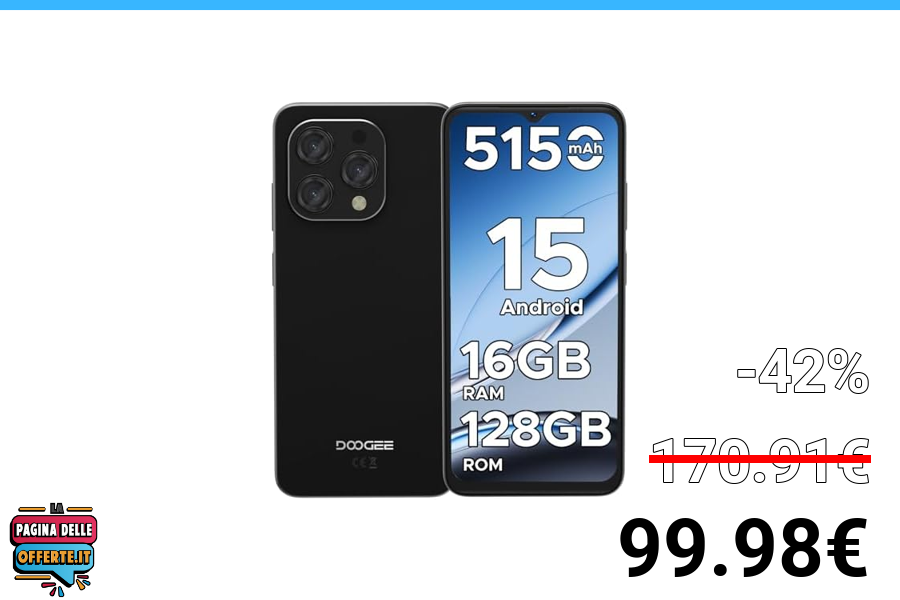 5150 mAh
15
Android
16GB
RAM
128GB
ROM
DOOGEE
CE
-42%
170.91€
99.98€
LA
PAGINA DELLE
OFFERTE.IT